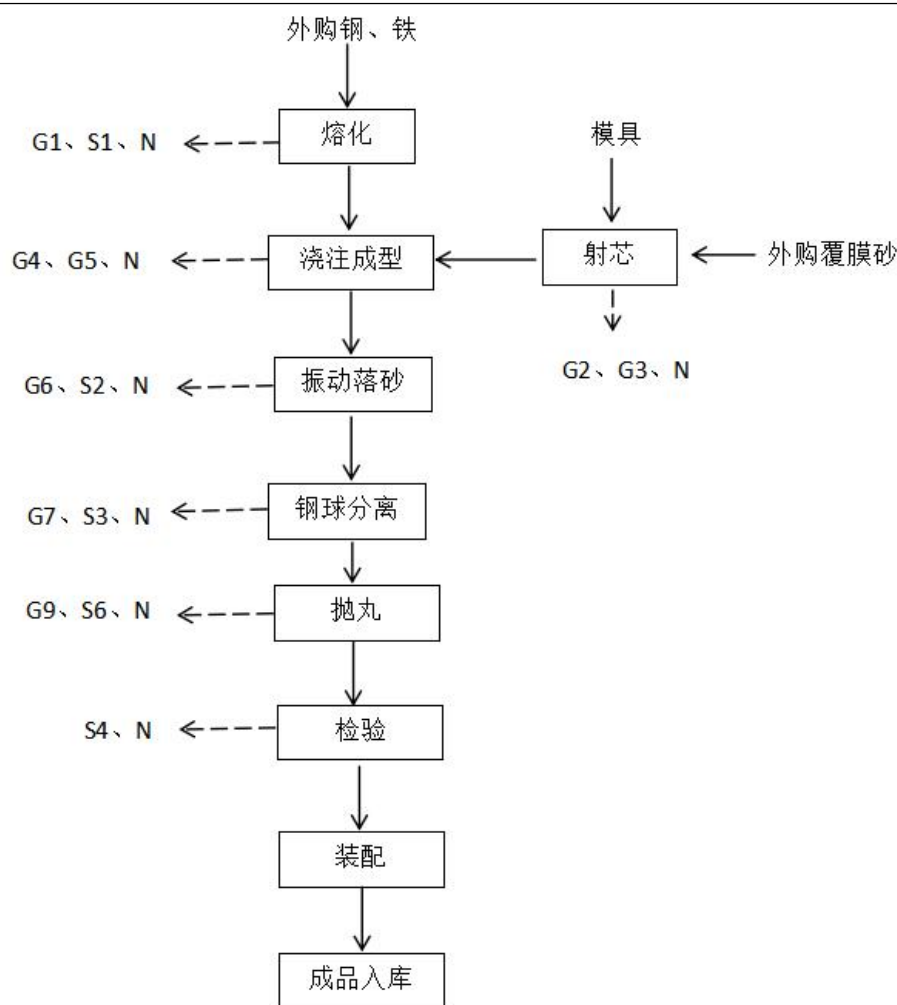 外购钢、铁
G1、S1、N
熔化
模具
G4、G5、N
浇注成型
射芯
外购覆膜砂
G6、S2、N
振动落砂
G2、G3、N
G7、S3、N
钢球分离
G9、S6、N
抛丸
S4、N
检验
装配
成品入库